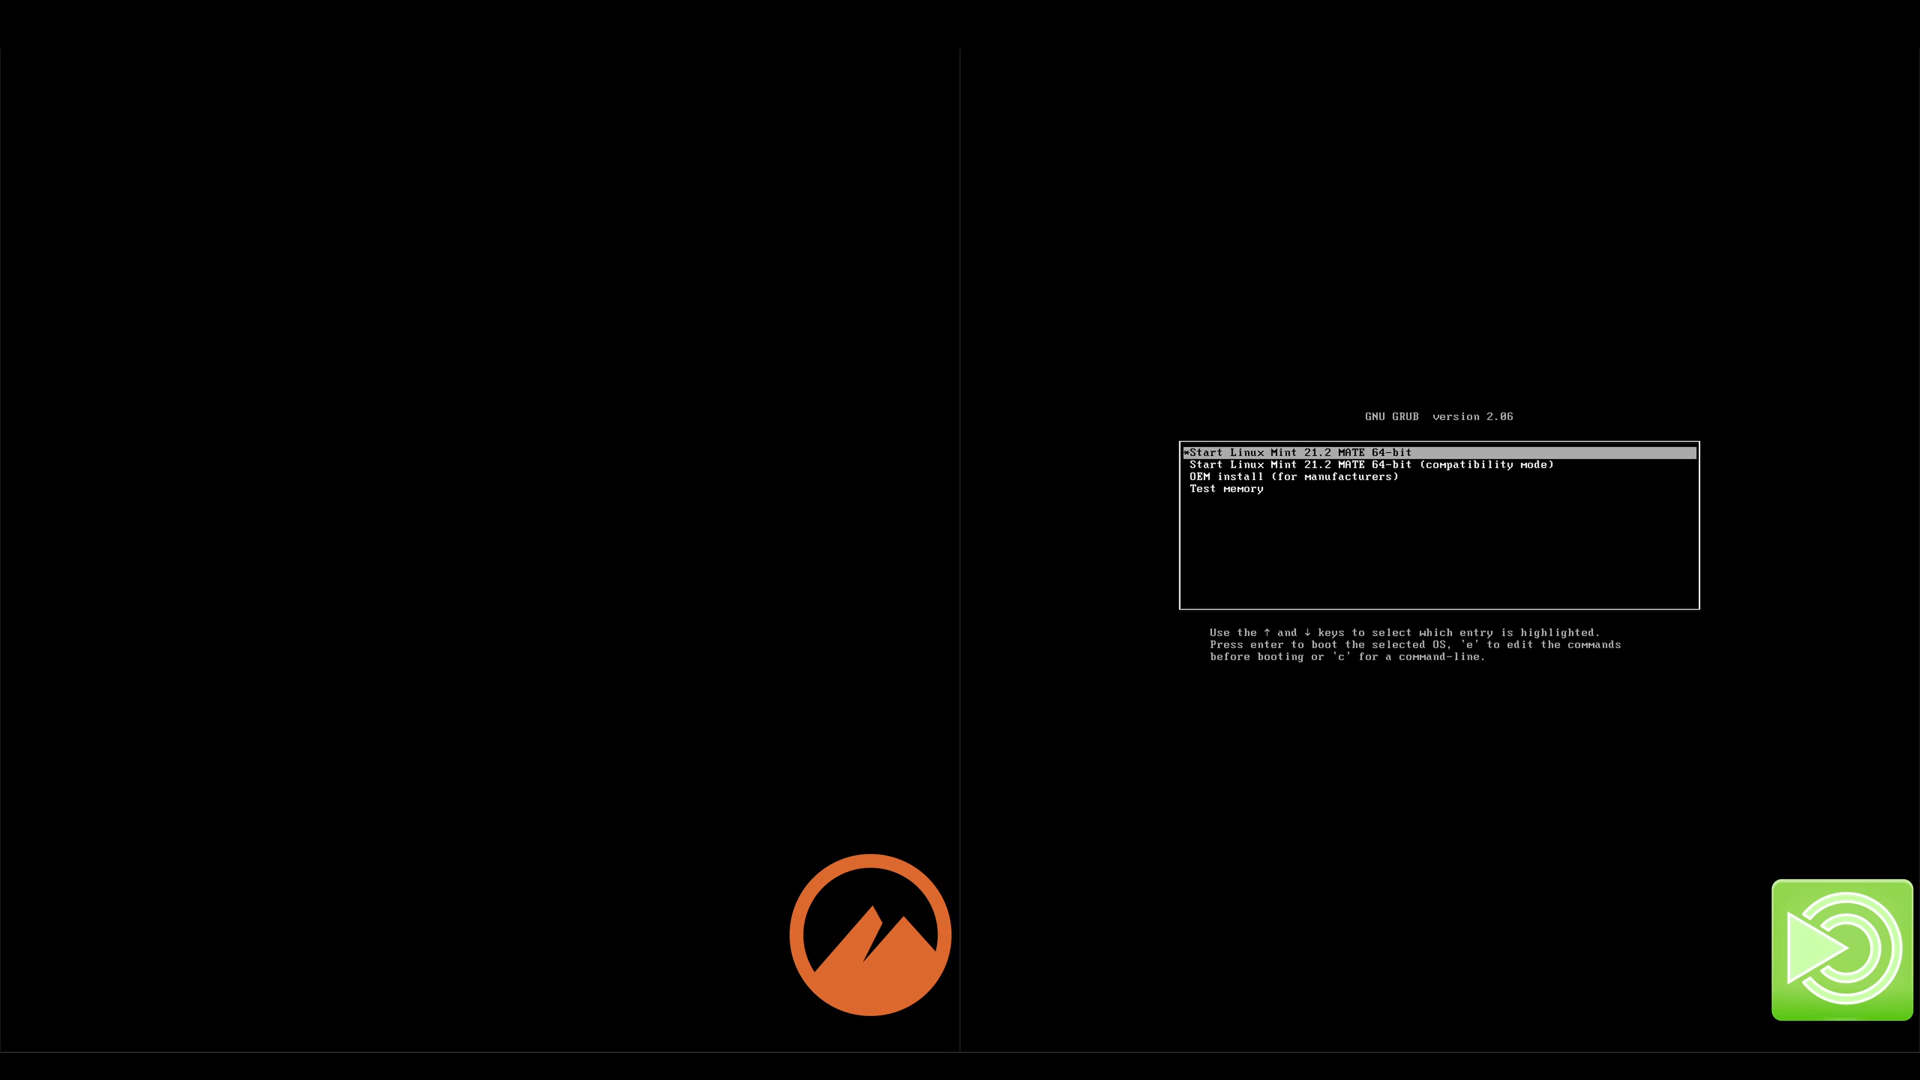 GNU GRUB  version 2.06
*Start Linux Mint 21.2 MATE 64-bit
Start Linux Mint 21.2 MATE 64-bit (compatibility mode)
OEM install (for manufacturers)
Test memory
Use the ↑ and ↓ keys to select which entry is highlighted.
Press enter to boot the selected OS, `e' to edit the commands
before booting or `c' for a command-line.